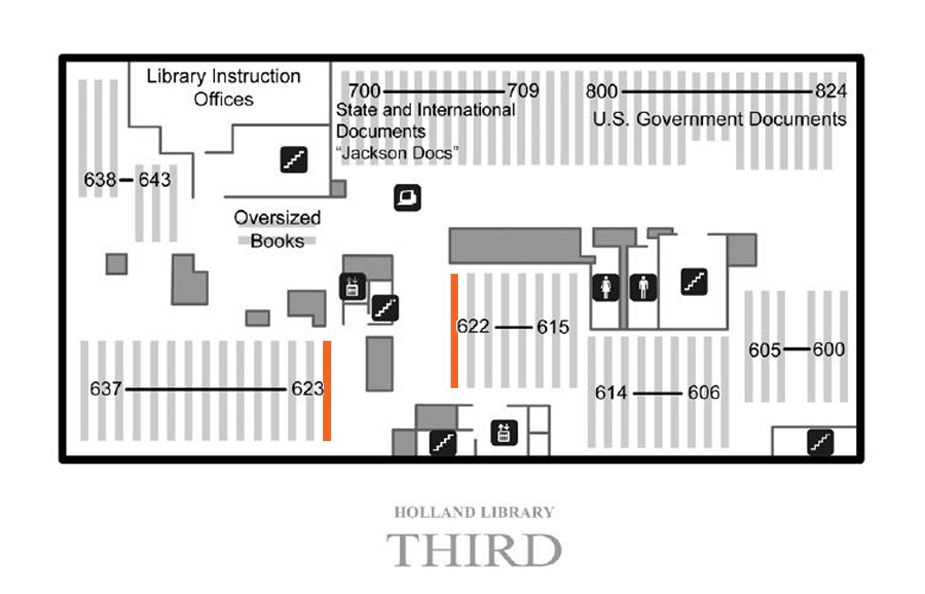 Library Instruction
Offices
700 709
State and International
Documents
“Jackson Docs”
800 824
U.S. Government Documents
638 643
Oversized
Books
622 615
605 600
637 623
614 606
HOLLAND LIBRARY
THIRD